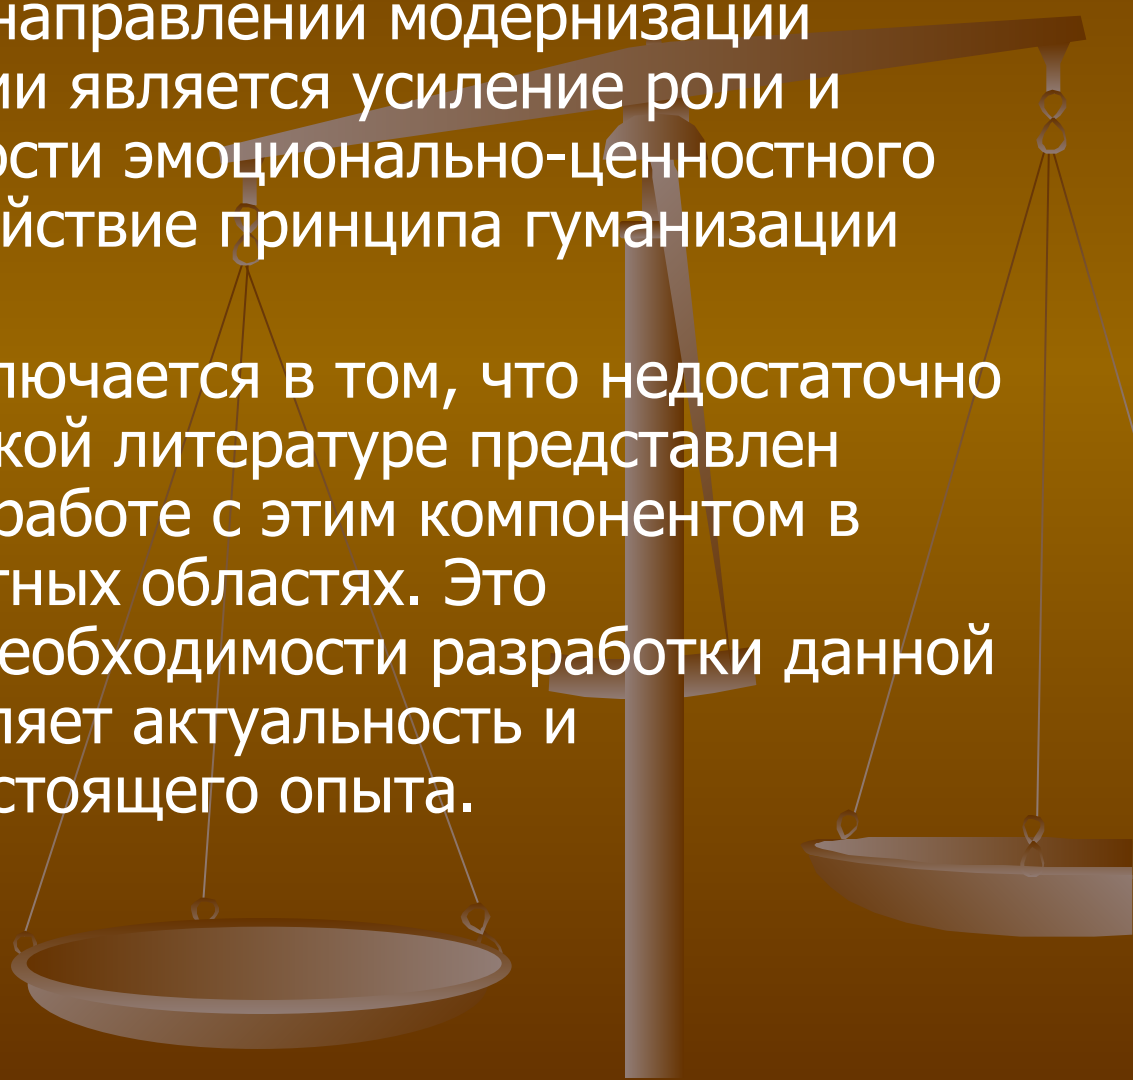 направлений модернизации
ии является усиление роли и
ости эмоционально-ценностного
йствие принципа гуманизации
лючается в том, что недостаточно
кой литературе представлен
работе с этим компонентом в
тных областях. Это
еобходимости разработки данной
ляет актуальность и
стоящего опыта.